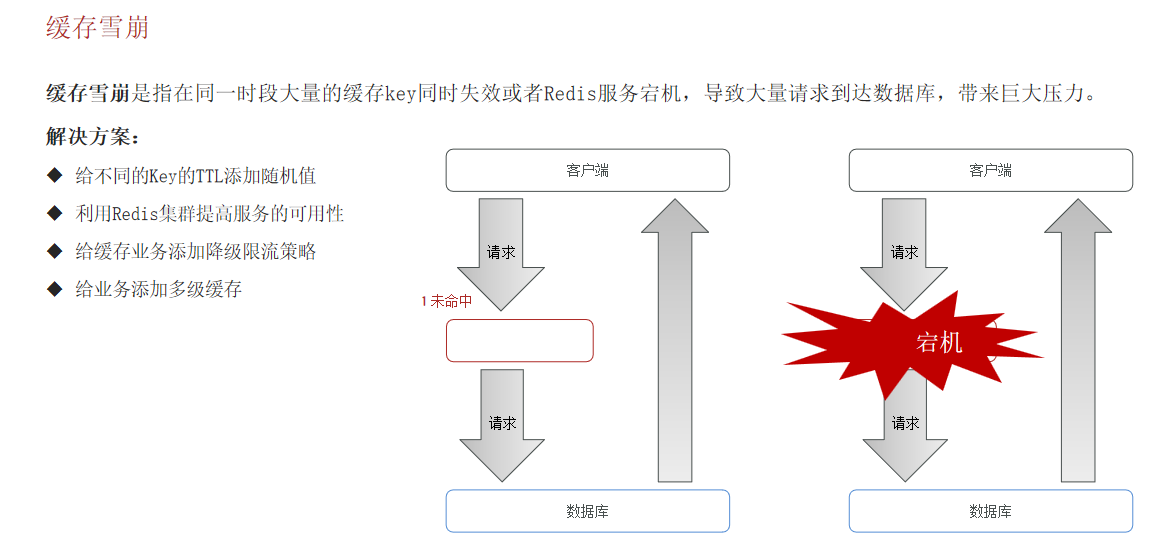 缓存雪崩
缓存雪崩是指在同一时段大量的缓存key同时失效或者Redis服务宕机，导致大量请求到达数据库，带来巨大压力。
解决方案：
◆ 给不同的Key的TTL添加随机值
◆ 利用Redis集群提高服务的可用性
◆ 给缓存业务添加降级限流策略
◆ 给业务添加多级缓存
客户端
请求
1 未命中
请求
数据库
客户端
请求
宕机
请求
数据库